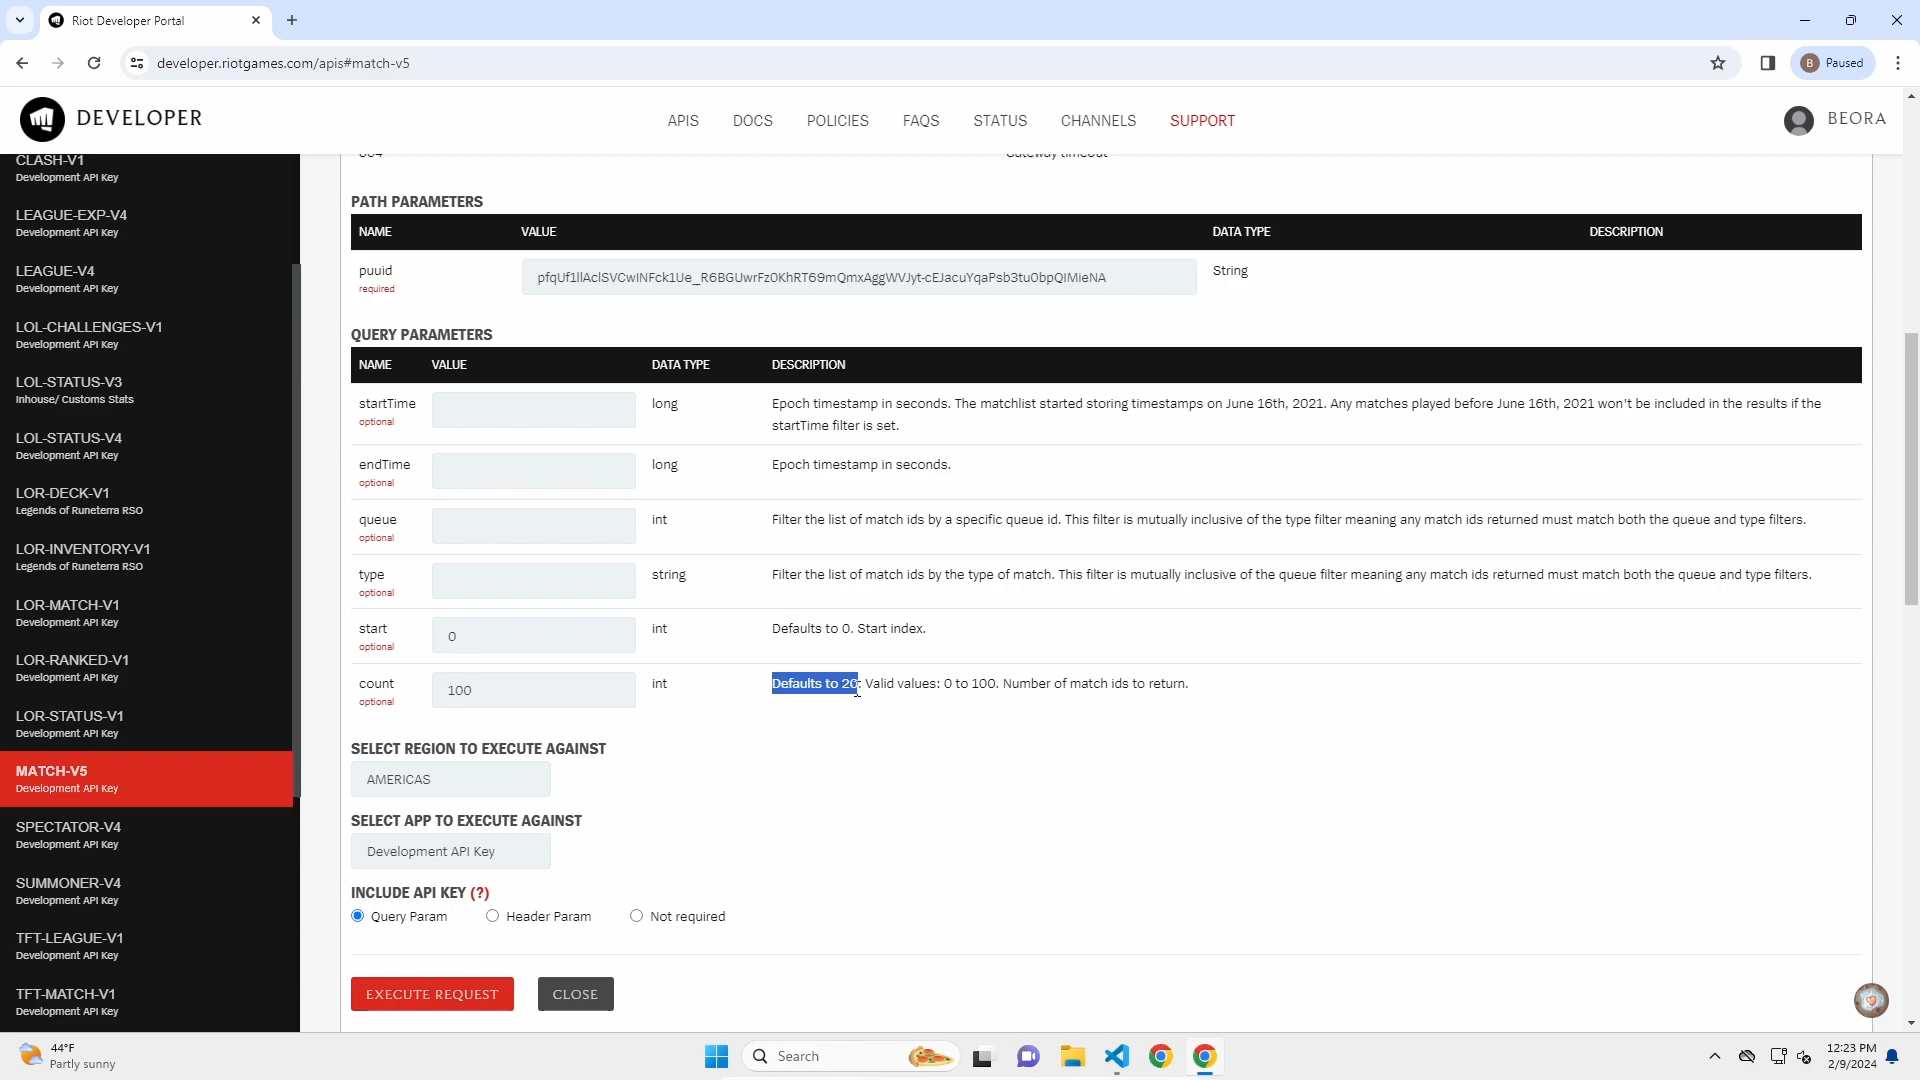 Riot Developer Portal
developer.riotgames.com/apis#match-v5
B Paused
DEVELOPER
APIS DOCS POLICIES FAQS STATUS CHANNELS SUPPORT
BEORA
CLASH-V1
Development API Key
LEAGUE-EXP-V4
Development API Key
LEAGUE-V4
Development API Key
LOL-CHALLENGES-V1
Development API Key
LOL-STATUS-V3
Inhouse/ Customs Stats
LOL-STATUS-V4
Development API Key
LOR-DECK-V1
Legends of Runeterra RSO
LOR-INVENTORY-V1
Legends of Runeterra RSO
LOR-MATCH-V1
Development API Key
LOR-RANKED-V1
Development API Key
LOR-STATUS-V1
Development API Key
MATCH-V5
Development API Key
SPECTATOR-V4
Development API Key
SUMMONER-V4
Development API Key
TFT-LEAGUE-V1
Development API Key
TFT-MATCH-V1
Development API Key
504 Gateway timeout
PATH PARAMETERS
NAME VALUE DATA TYPE DESCRIPTION
puuid pfqUf1llAclSVCwINFck1Ue_R6BGUwrFz0KhRT69mQmxAggWVJyt-cEJacuYqaPsb3tu0bpQIMieNA String
required
QUERY PARAMETERS
NAME VALUE DATA TYPE DESCRIPTION
startTime long Epoch timestamp in seconds. The matchlist started storing timestamps on June 16th, 2021. Any matches played before June 16th, 2021 won't be included in the results if the
optional startTime filter is set.
endTime long Epoch timestamp in seconds.
optional
queue int Filter the list of match ids by a specific queue id. This filter is mutually inclusive of the type filter meaning any match ids returned must match both the queue and type filters.
optional
type string Filter the list of match ids by the type of match. This filter is mutually inclusive of the queue filter meaning any match ids returned must match both the queue and type filters.
optional
start 0 int Defaults to 0. Start index.
optional
count 100 int Defaults to 20. Valid values: 0 to 100. Number of match ids to return.
optional
SELECT REGION TO EXECUTE AGAINST
AMERICAS
SELECT APP TO EXECUTE AGAINST
Development API Key
INCLUDE API KEY (?)
Query Param Header Param Not required
EXECUTE REQUEST CLOSE
44°F
Partly sunny
Search
12:23 PM
2/9/2024